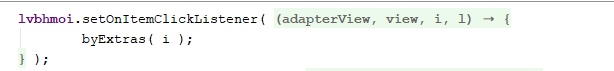 lvbhmoi.setOnItemClickListener( (adapterView, view, i, l) → {
byExtras( i );
} );